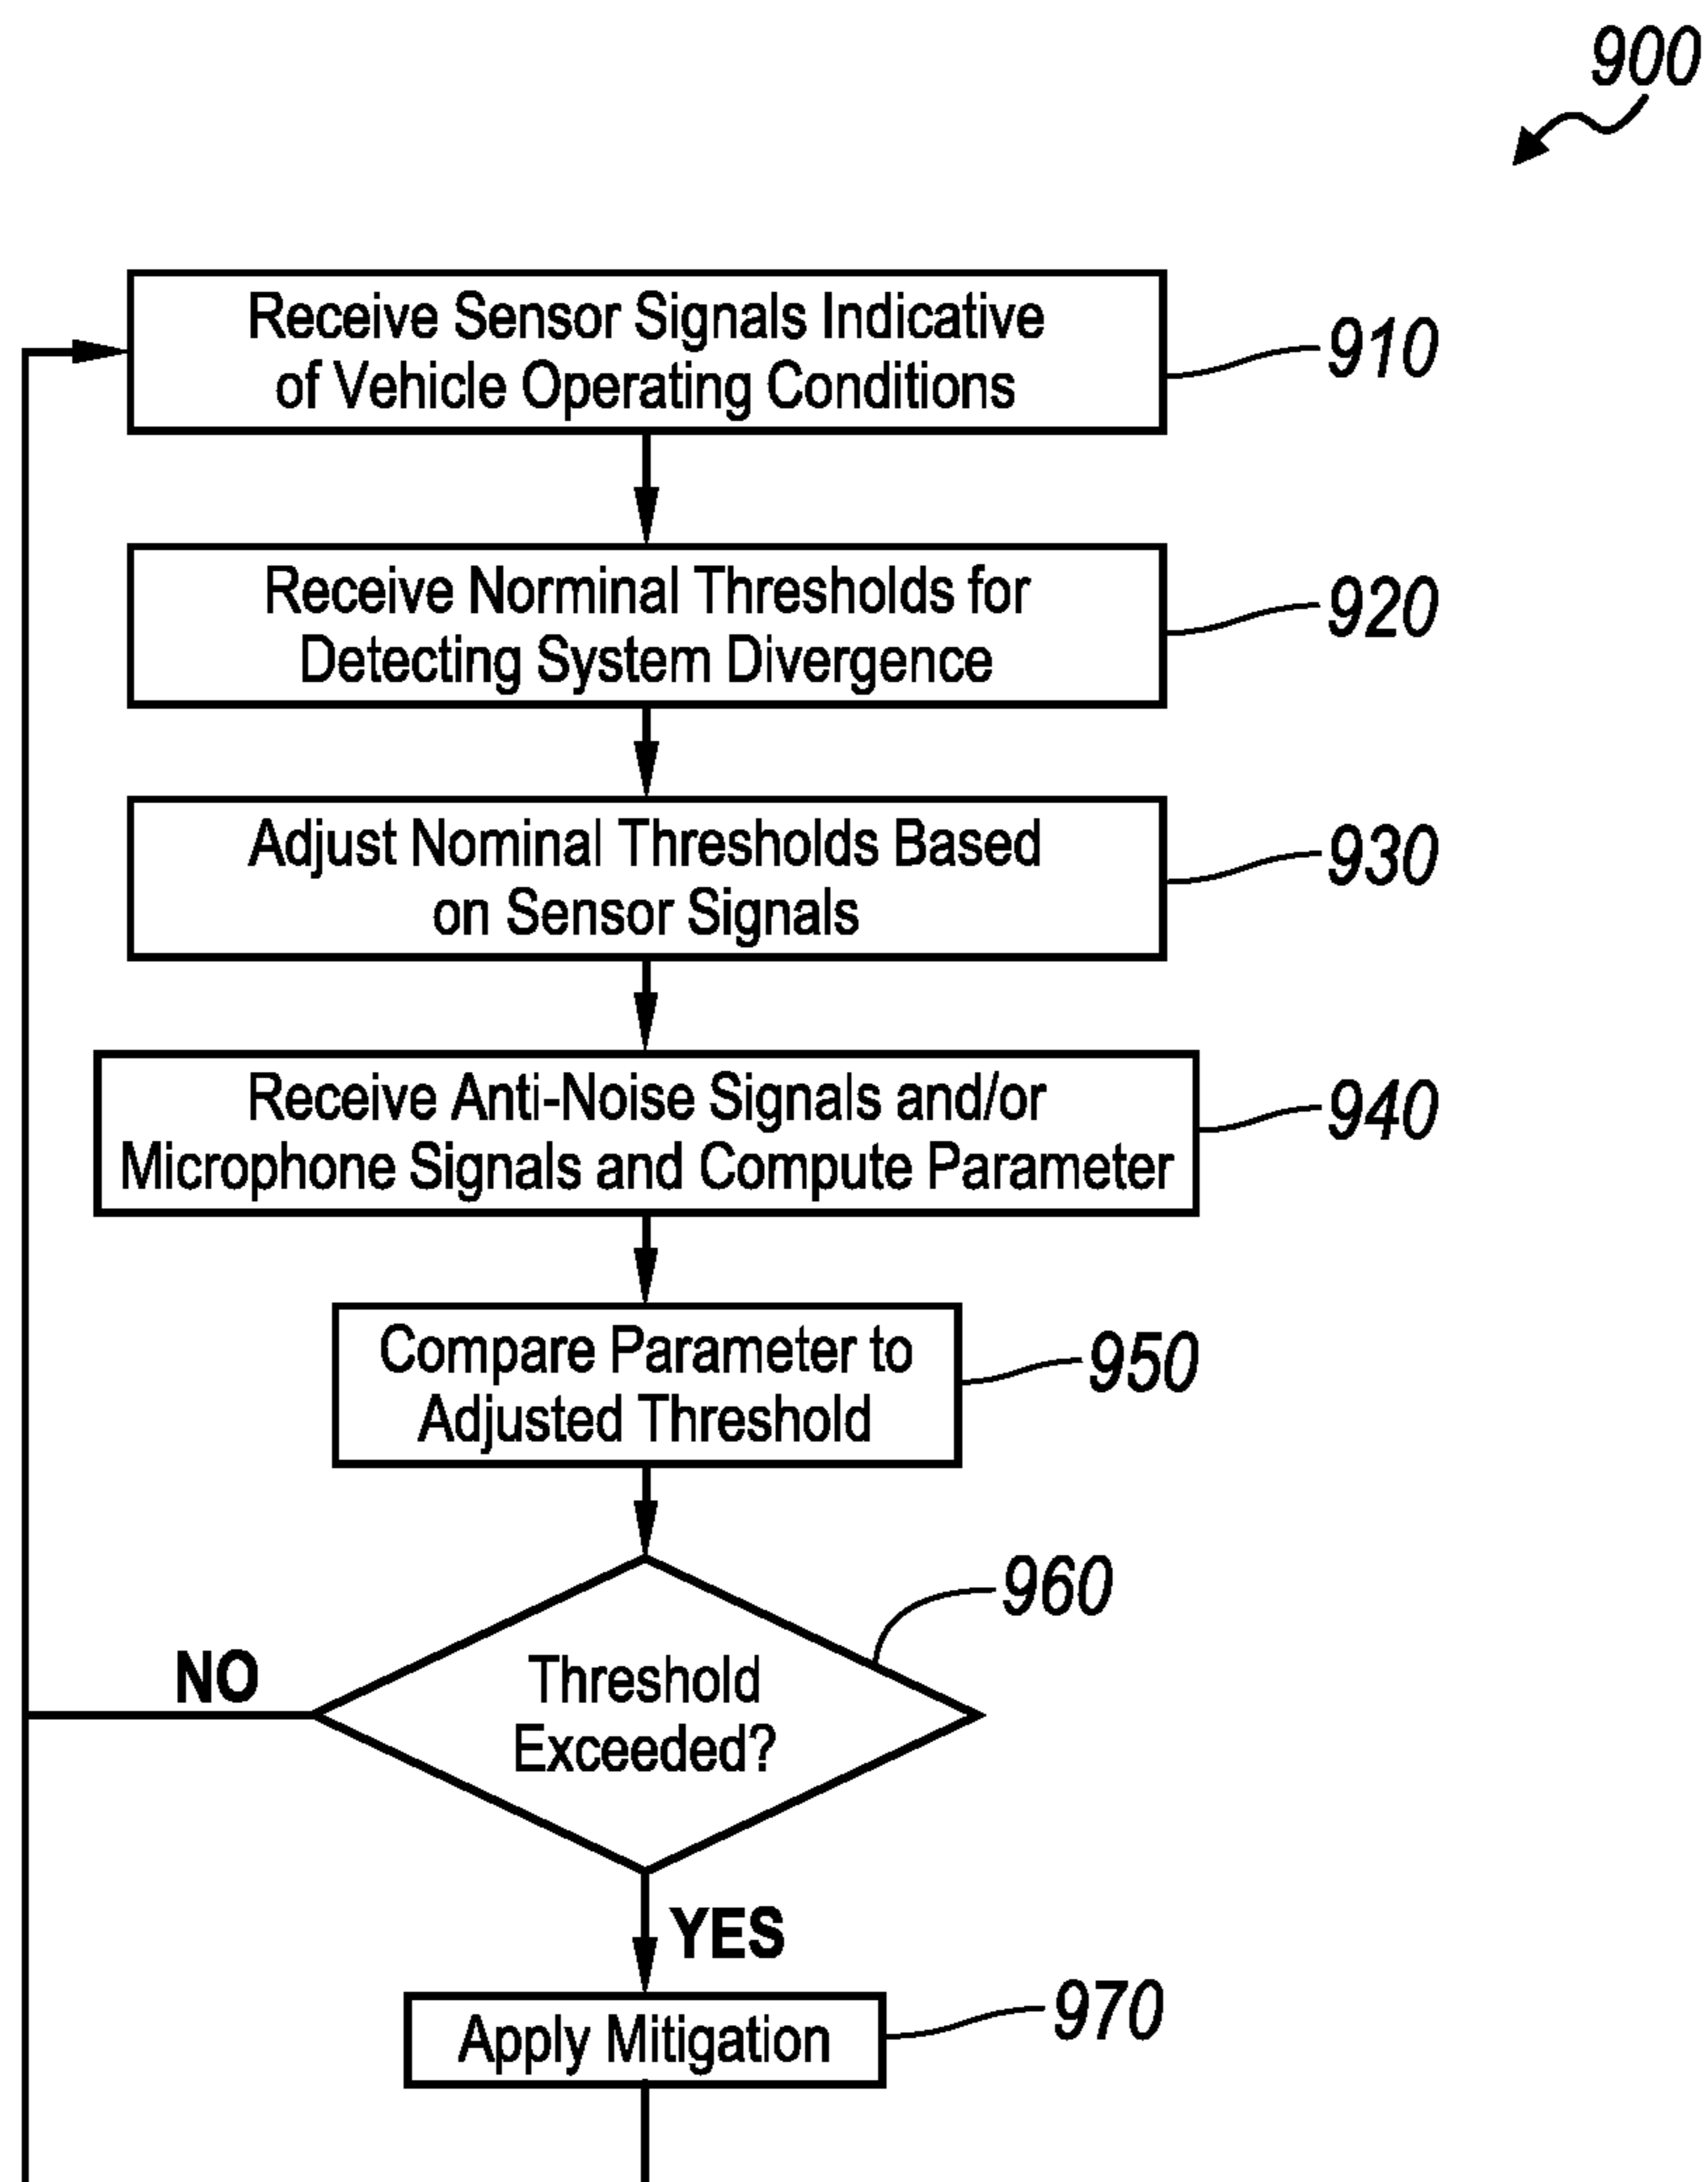 900
Receive Sensor Signals Indicative
of Vehicle Operating Conditions
910
Receive Norminal Thresholds for
Detecting System Divergence
920
Adjust Nominal Thresholds Based
on Sensor Signals
930
Receive Anti-Noise Signals and/or
Microphone Signals and Compute Parameter
940
Compare Parameter to
Adjusted Threshold
950
960
NO
Threshold
Exceeded?
YES
Apply Mitigation
970